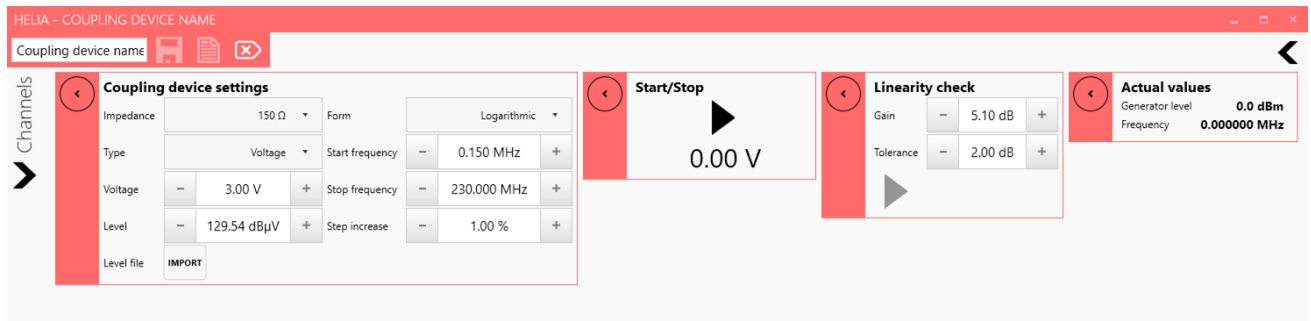 HELIA - COUPLING DEVICE NAME
Coupling device name
Channels
Coupling device settings
Impedance 150 Ω Form Logarithmic
Type Voltage Start frequency − 0.150 MHz +
Voltage − 3.00 V + Stop frequency − 230.000 MHz +
Level − 129.54 dBµV + Step increase − 1.00 % +
Level file IMPORT
Start/Stop
0.00 V
Linearity check
Gain − 5.10 dB +
Tolerance − 2.00 dB +
Actual values
Generator level 0.0 dBm
Frequency 0.000000 MHz